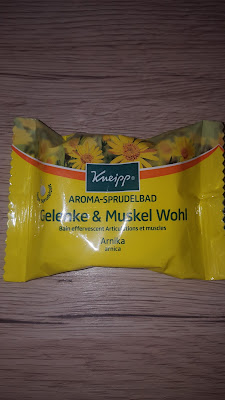 Kneipp®
AROMA-SPRUDELBAD
Gelenke & Muskel Wohl
Bain effervescent Articulations et muscles
Arnika
arnica